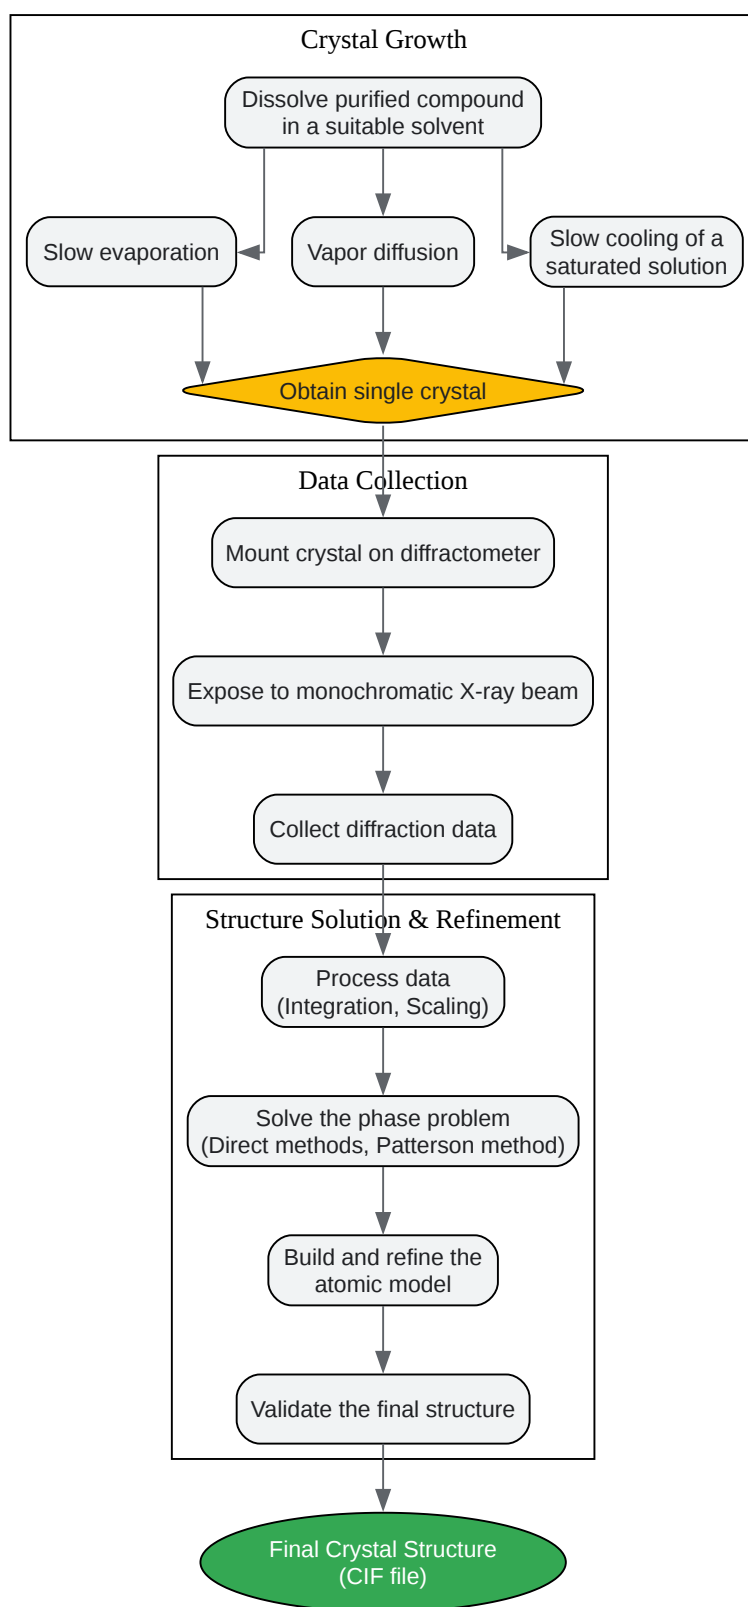 Crystal Growth
Dissolve purified compound
in a suitable solvent
Slow evaporation
Vapor diffusion
Slow cooling of a
saturated solution
Obtain single crystal
Data Collection
Mount crystal on diffractometer
Expose to monochromatic X-ray beam
Collect diffraction data
Structure Solution & Refinement
Process data
(Integration, Scaling)
Solve the phase problem
(Direct methods, Patterson method)
Build and refine the
atomic model
Validate the final structure
Final Crystal Structure
(CIF file)